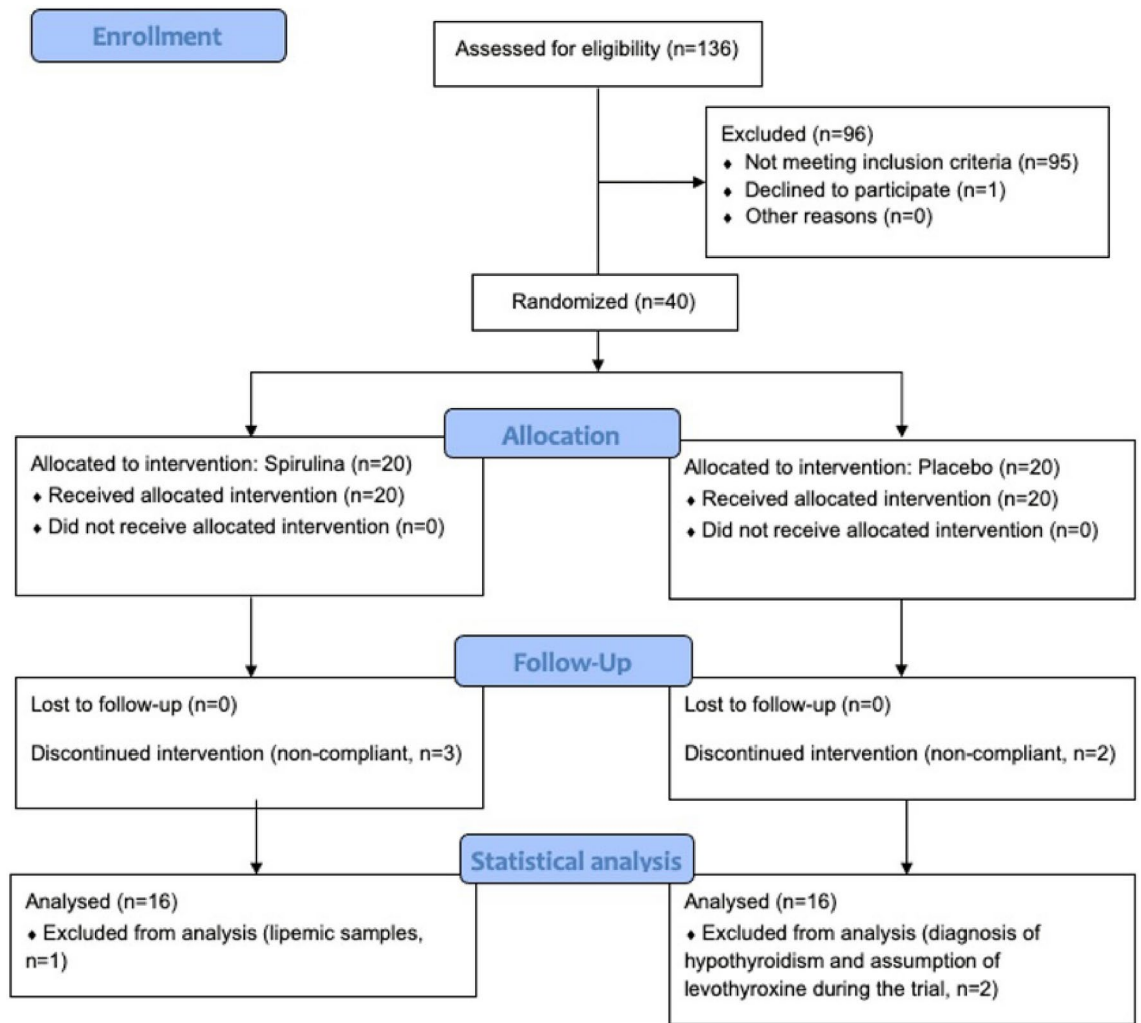 Enrollment
Assessed for eligibility (n=136)
Excluded (n=96)
♦ Not meeting inclusion criteria (n=95)
♦ Declined to participate (n=1)
♦ Other reasons (n=0)
Randomized (n=40)
Allocation
Allocated to intervention: Spirulina (n=20)
♦ Received allocated intervention (n=20)
♦ Did not receive allocated intervention (n=0)
Allocated to intervention: Placebo (n=20)
♦ Received allocated intervention (n=20)
♦ Did not receive allocated intervention (n=0)
Follow-Up
Lost to follow-up (n=0)
Discontinued intervention (non-compliant, n=3)
Lost to follow-up (n=0)
Discontinued intervention (non-compliant, n=2)
Statistical analysis
Analysed (n=16)
♦ Excluded from analysis (lipemic samples,
n=1)
Analysed (n=16)
♦ Excluded from analysis (diagnosis of
hypothyroidism and assumption of
levothyroxine during the trial, n=2)